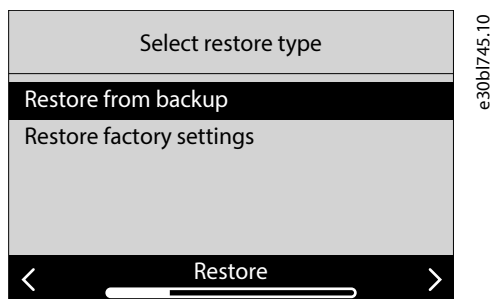 Select restore type
Restore from backup
Restore factory settings
Restore
e30bl745.10